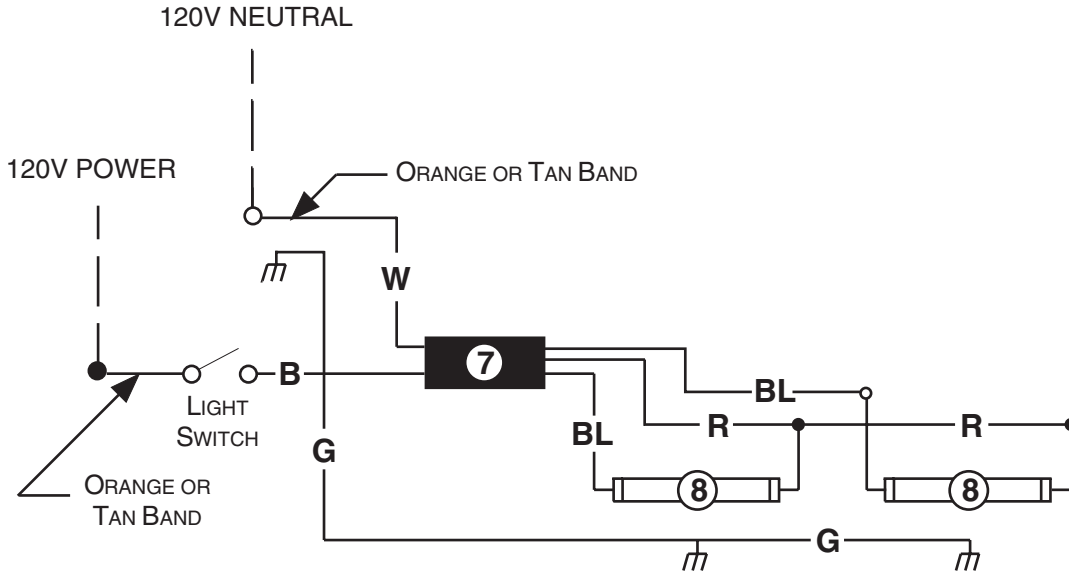 120V NEUTRAL
120V POWER
ORANGE OR TAN BAND
W
7
B
LIGHT
SWITCH
G
BL
BL
R
R
8
8
ORANGE OR
TAN BAND
G